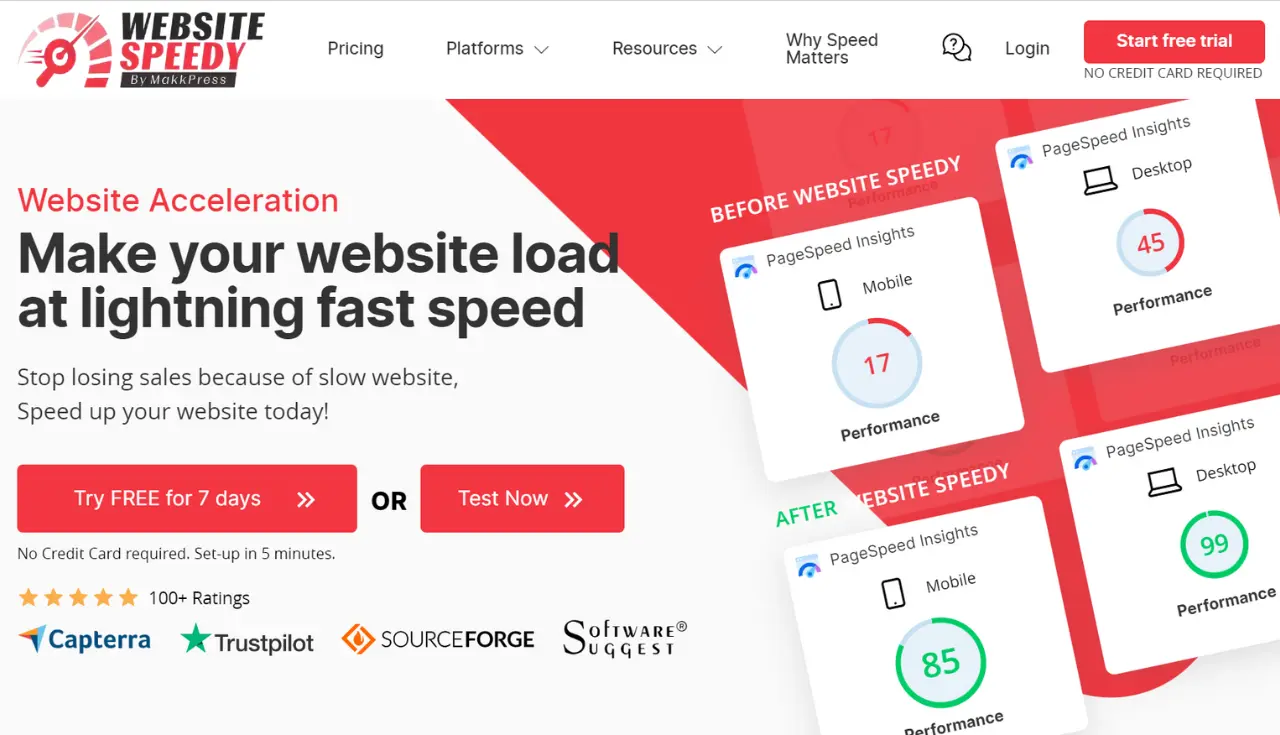 WEBSITE
SPEEDY
By MakkPress
Pricing
Platforms
Resources
Why Speed
Matters
Login
Start free trial
NO CREDIT CARD REQUIRED
Website Acceleration
Make your website load
at lightning fast speed
Stop losing sales because of slow website,
Speed up your website today!
Try FREE for 7 days
OR
Test Now
No Credit Card required. Set-up in 5 minutes.
100+ Ratings
Capterra
Trustpilot
SOURCEFORGE
Software®
Suggest
17
Performance
BEFORE WEBSITE SPEEDY
PageSpeed Insights
Mobile
17
Performance
PageSpeed Insights
Desktop
45
Performance
Performance
Performance
AFTER WEBSITE SPEEDY
PageSpeed Insights
Mobile
85
Performance
PageSpeed Insights
Desktop
99
Performance